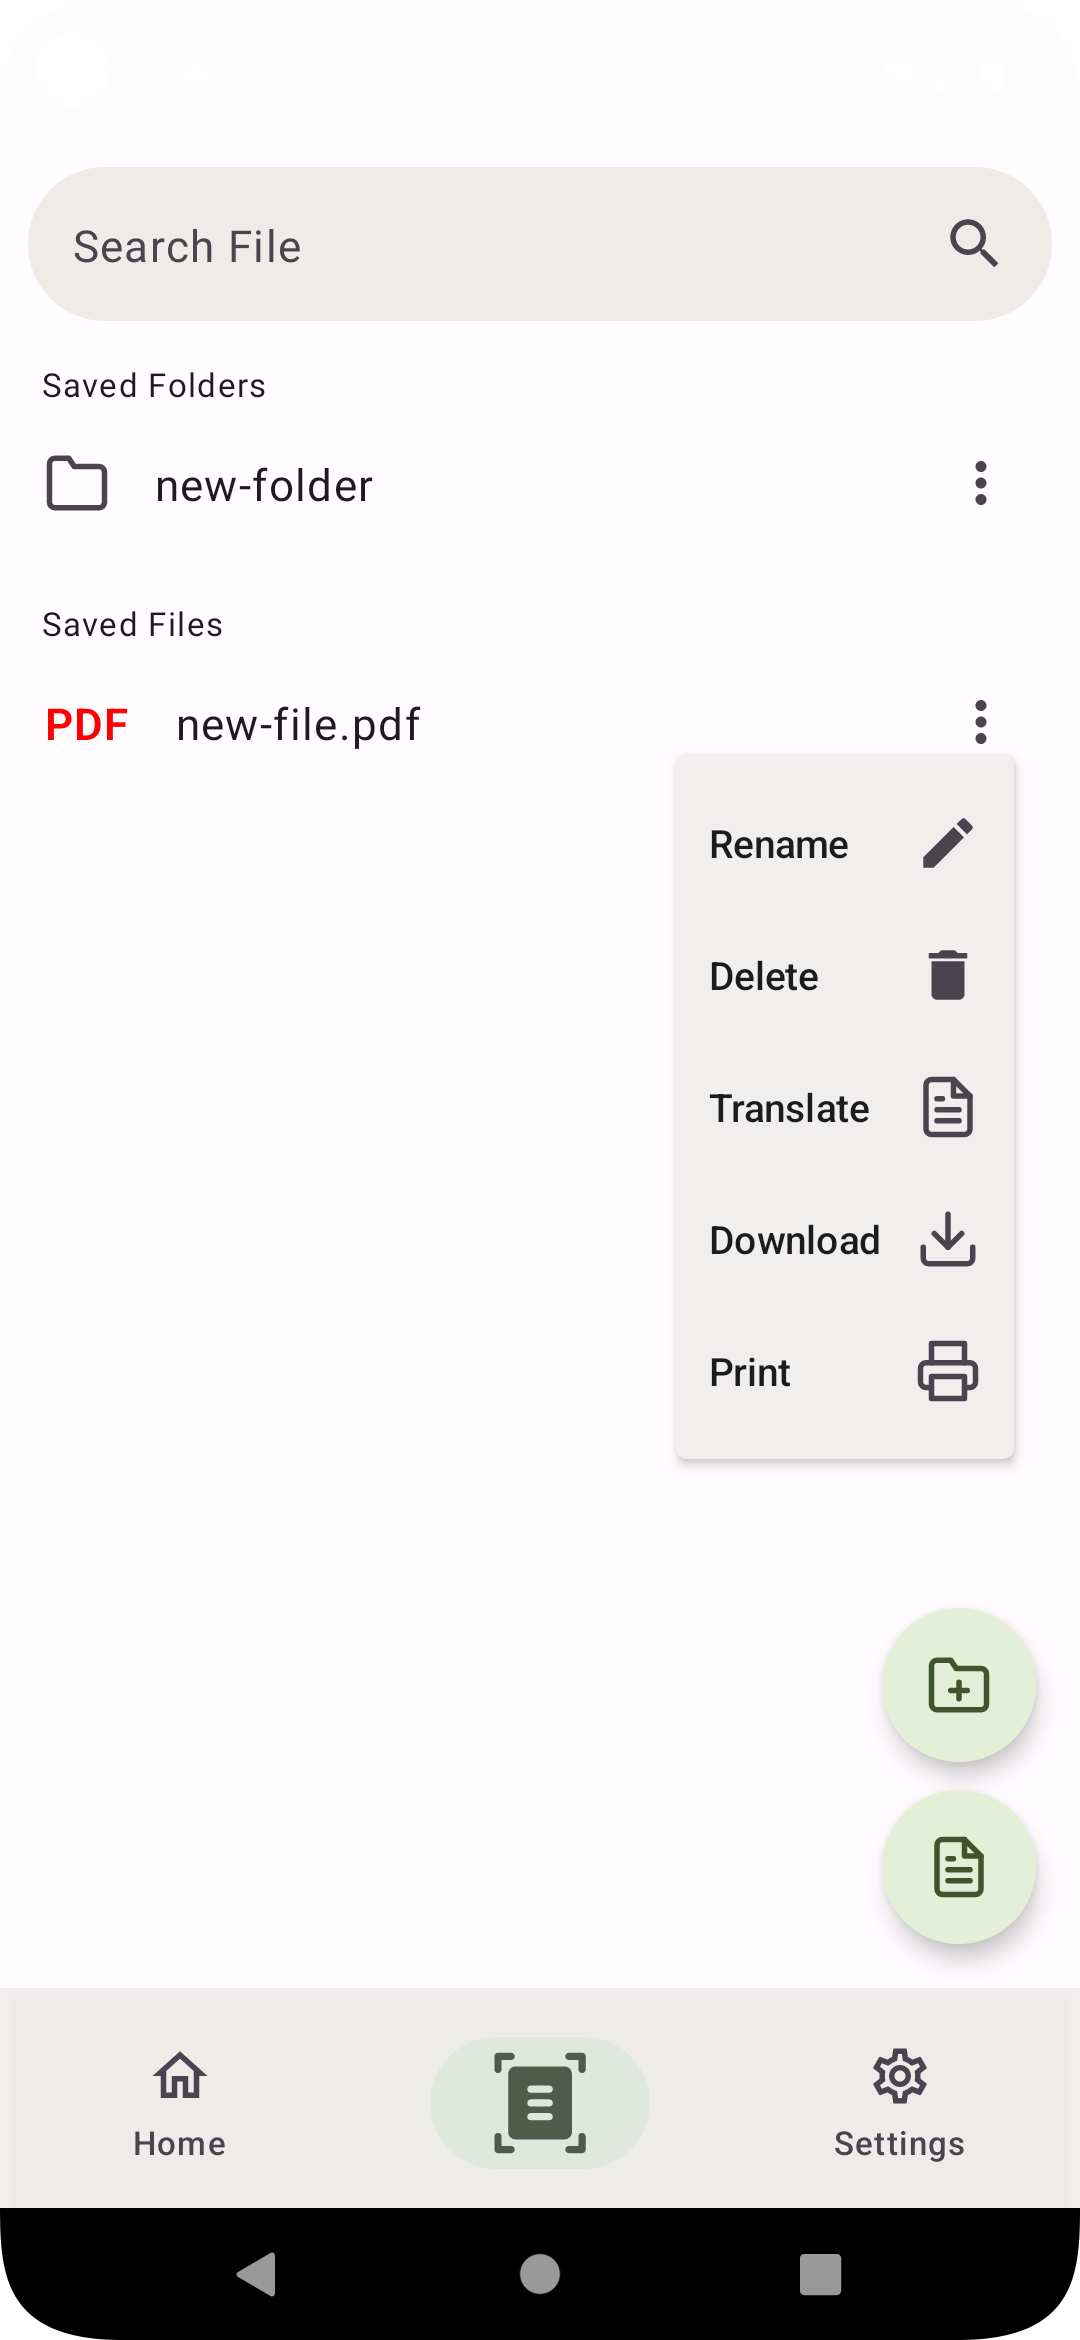 Search File
Saved Folders
new-folder
Saved Files
PDF new-file.pdf
Rename
Delete
Translate
Download
Print
Home
Settings